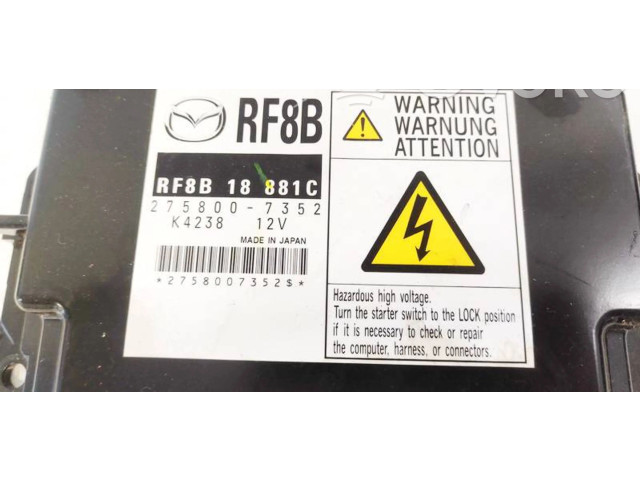 RF8B
RF8B 18 881C
275800-7352
K4238 12V
MADE IN JAPAN
*2758007352$*
WARNING
WARNUNG
ATTENTION
Hazardous high voltage.
Turn the starter switch to the LOCK position
if it is necessary to check or repair
the computer, harness, or connectors.